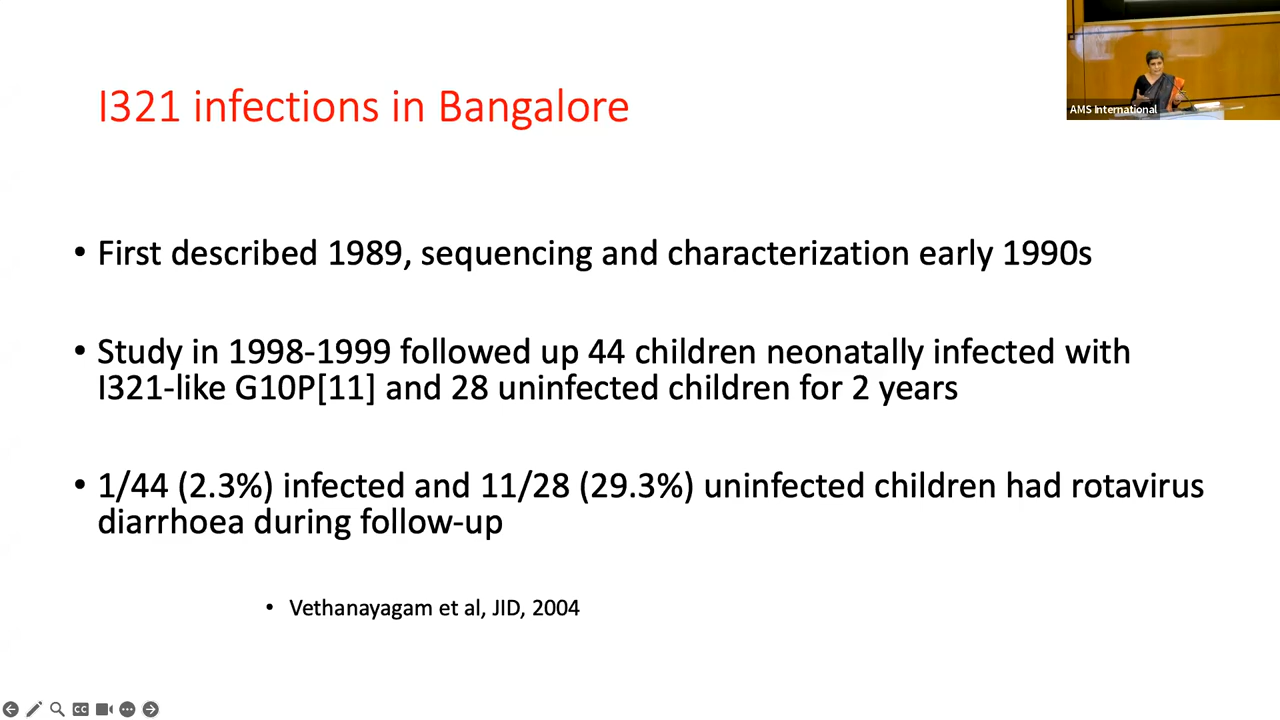 AMS International
I321 infections in Bangalore
• First described 1989, sequencing and characterization early 1990s
• Study in 1998-1999 followed up 44 children neonatally infected with
I321-like G10P[11] and 28 uninfected children for 2 years
• 1/44 (2.3%) infected and 11/28 (29.3%) uninfected children had rotavirus
diarrhoea during follow-up
• Vethanayagam et al, JID, 2004
CC